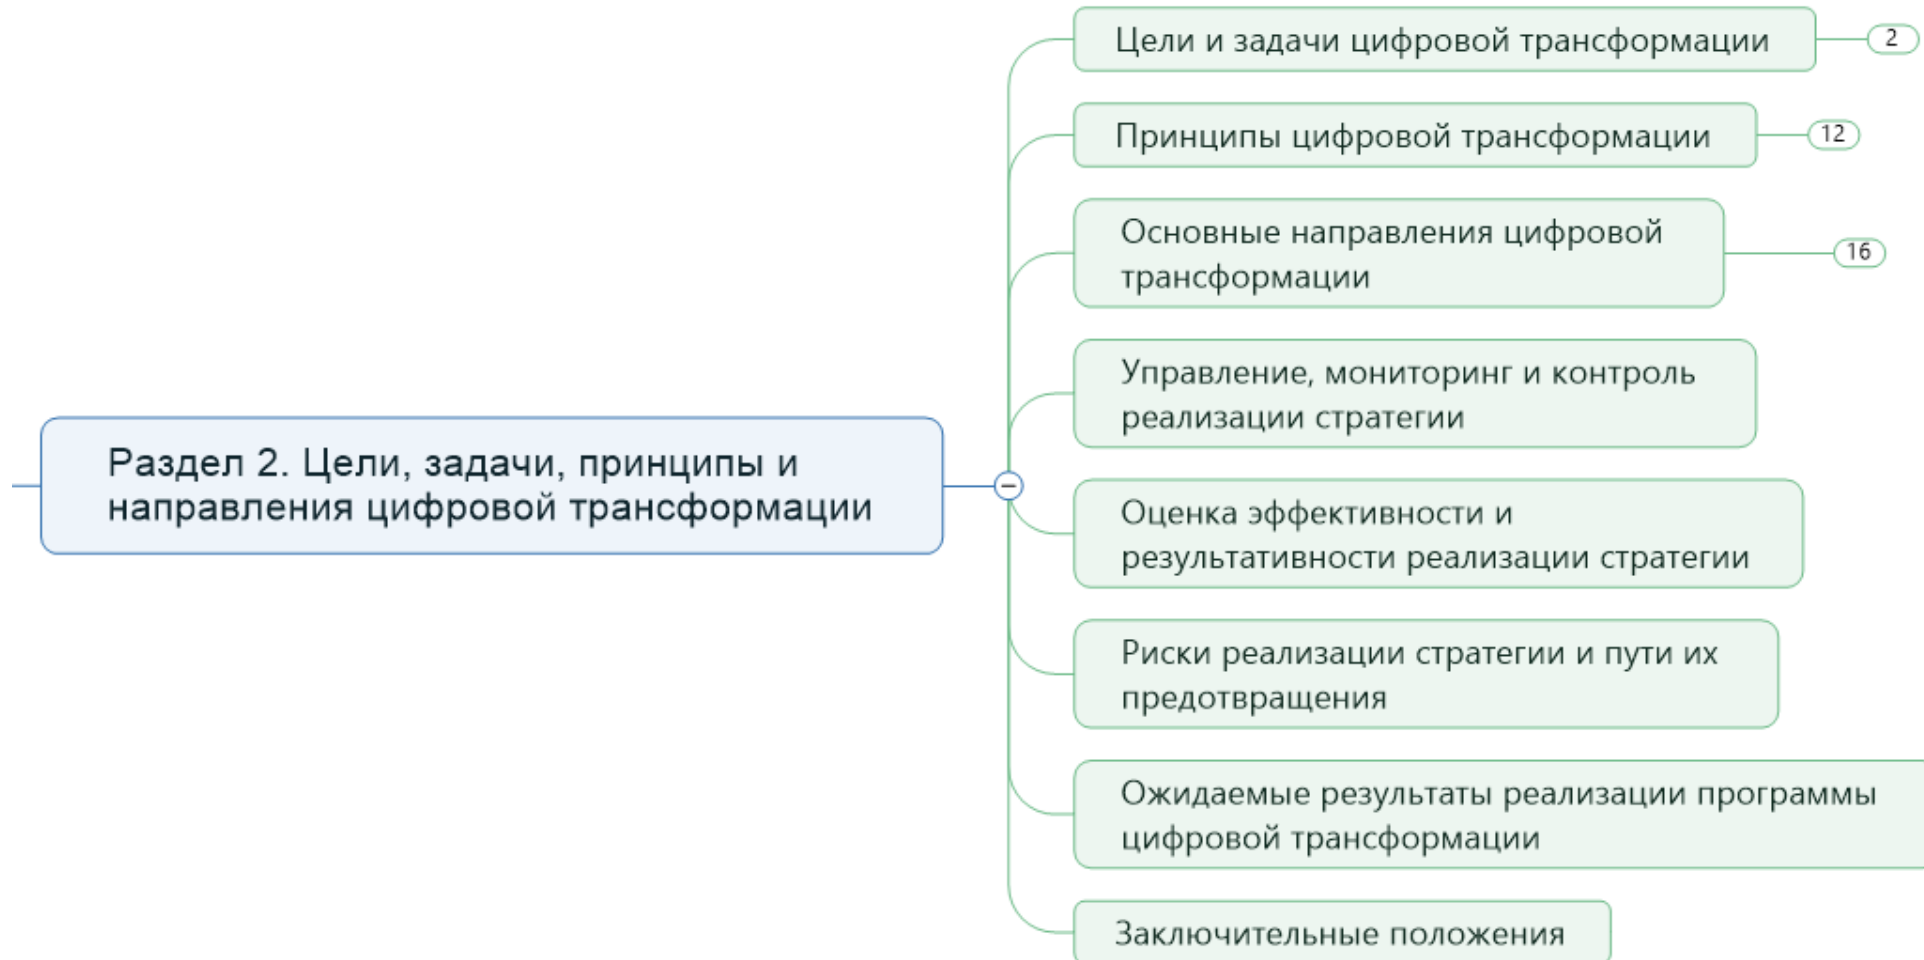 Цели и задачи цифровой трансформации
2
Принципы цифровой трансформации
12
Основные направления цифровой
трансформации
16
Управление, мониторинг и контроль
реализации стратегии
Раздел 2. Цели, задачи, принципы и
направления цифровой трансформации
Оценка эффективности и
результативности реализации стратегии
Риски реализации стратегии и пути их
предотвращения
Ожидаемые результаты реализации программы
цифровой трансформации
Заключительные положения